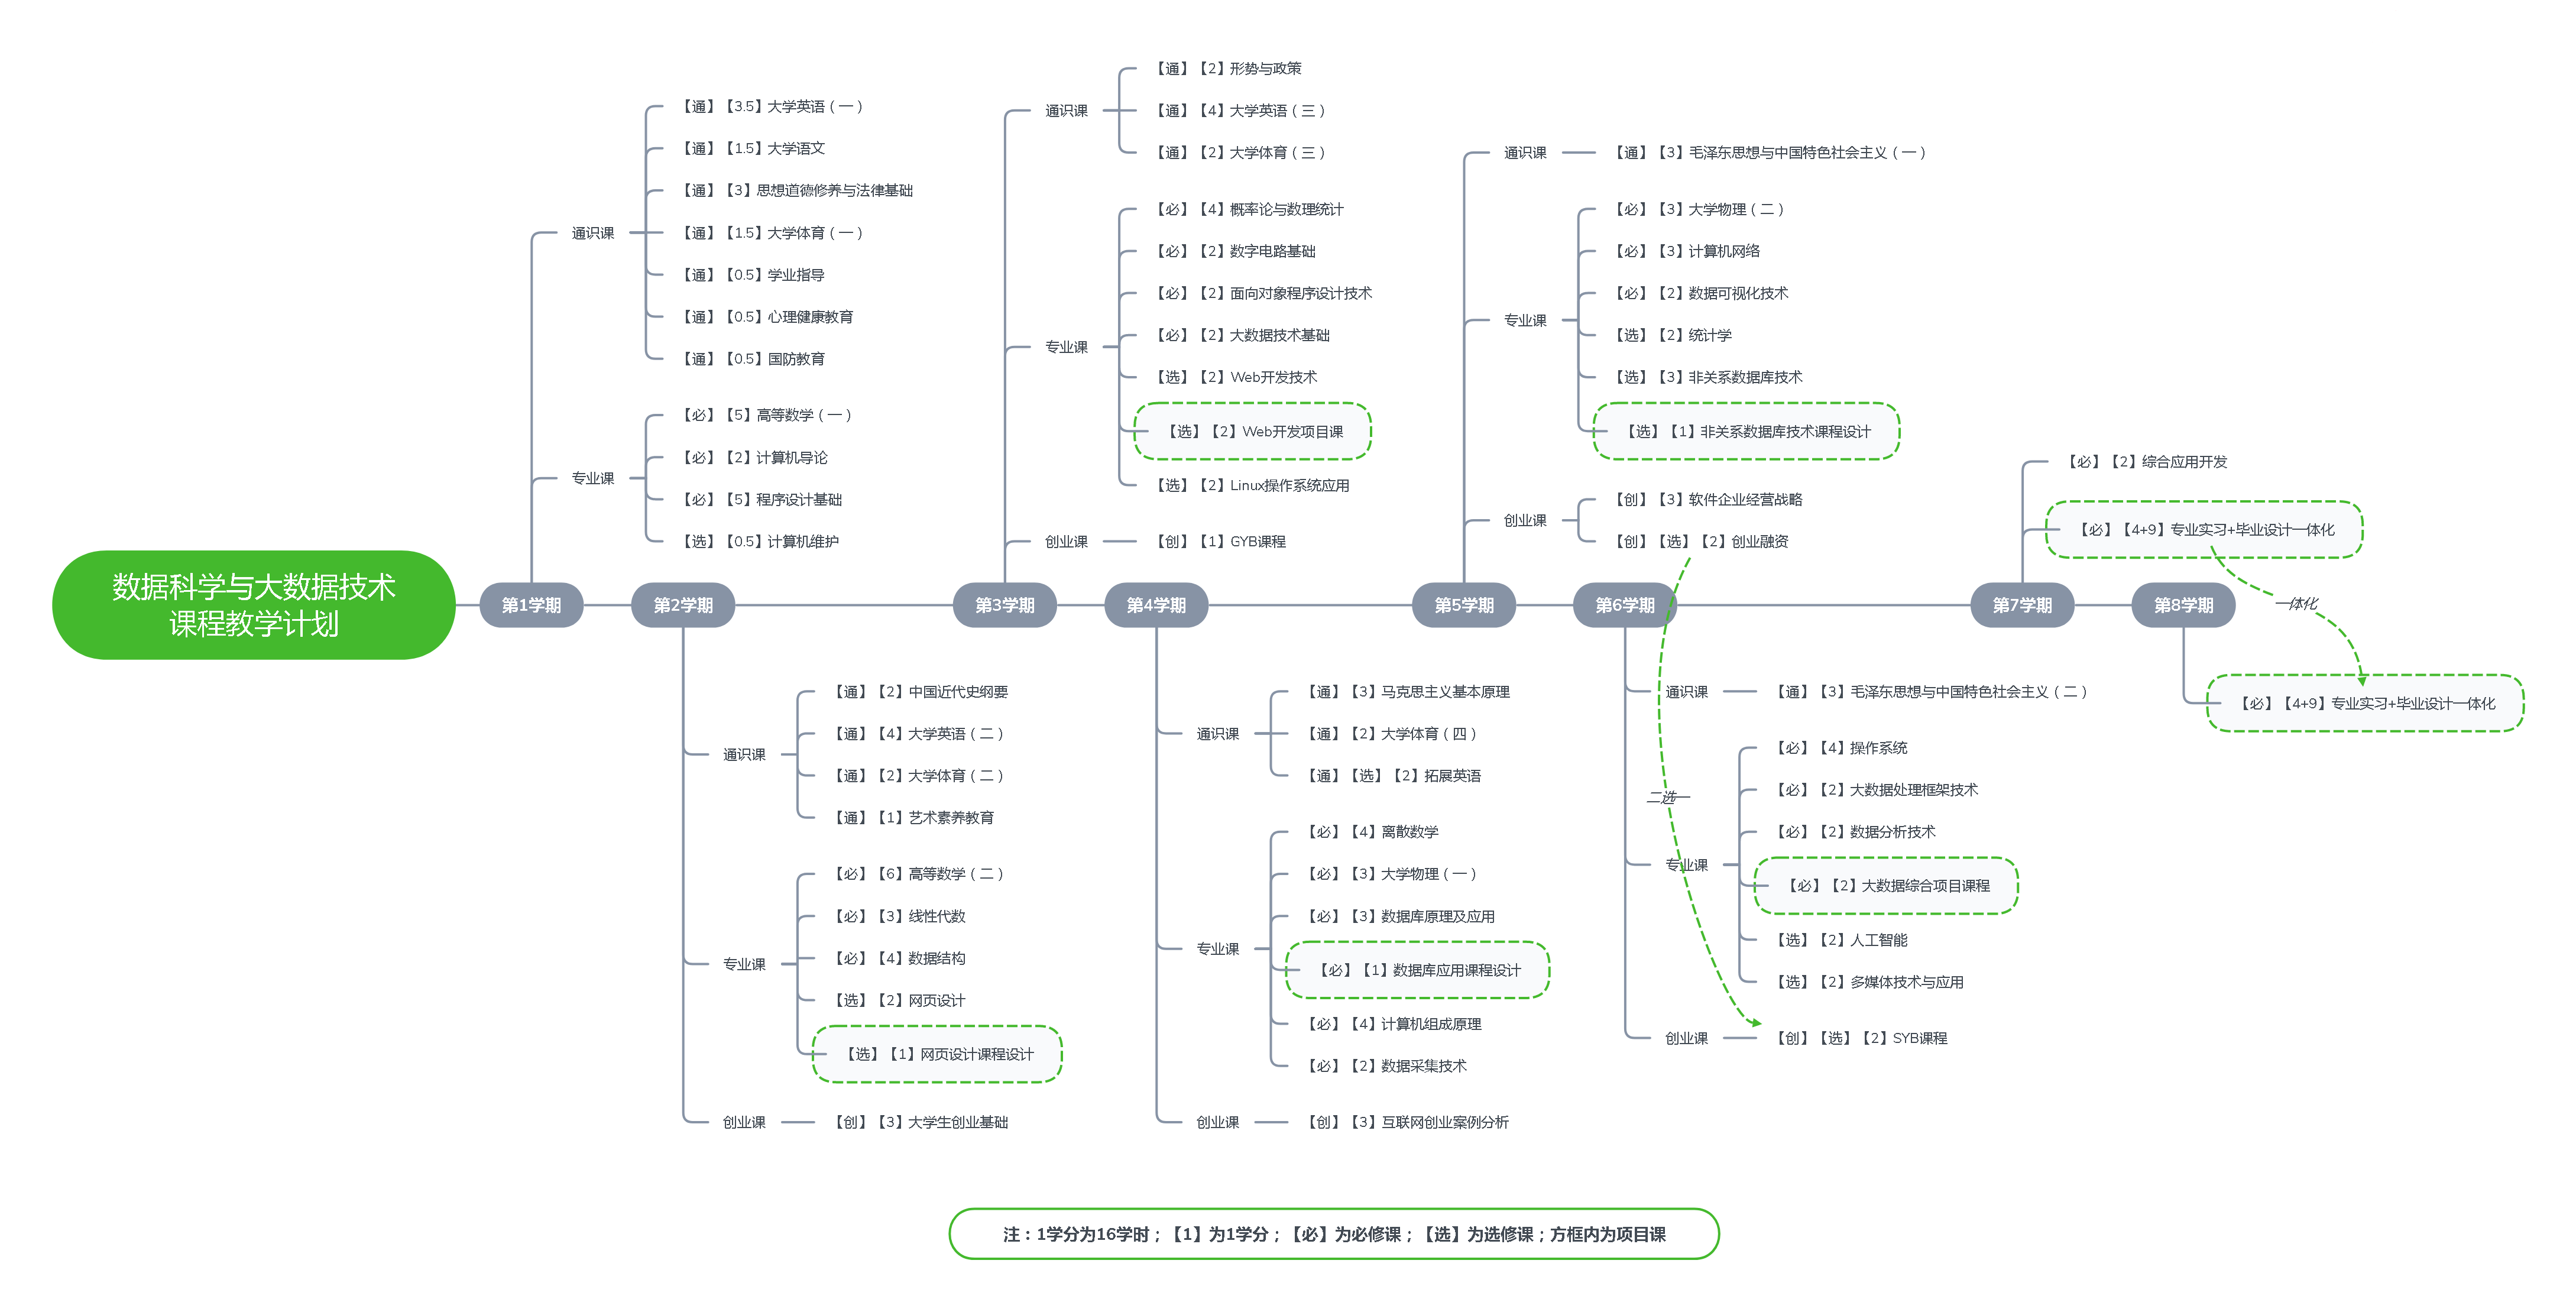 数据科学与大数据技术
课程教学计划
第1学期
通识课
【通】【3.5】大学英语（一）
【通】【1.5】大学语文
【通】【3】思想道德修养与法律基础
【通】【1.5】大学体育（一）
【通】【0.5】学业指导
【通】【0.5】心理健康教育
【通】【0.5】国防教育
专业课
【必】【5】高等数学（一）
【必】【2】计算机导论
【必】【5】程序设计基础
【选】【0.5】计算机维护
第2学期
通识课
【通】【2】中国近代史纲要
【通】【4】大学英语（二）
【通】【2】大学体育（二）
【通】【1】艺术素养教育
专业课
【必】【6】高等数学（二）
【必】【3】线性代数
【必】【4】数据结构
【选】【2】网页设计
【选】【1】网页设计课程设计
创业课
【创】【3】大学生创业基础
第3学期
通识课
【通】【2】形势与政策
【通】【4】大学英语（三）
【通】【2】大学体育（三）
专业课
【必】【4】概率论与数理统计
【必】【2】数字电路基础
【必】【2】面向对象程序设计技术
【必】【2】大数据技术基础
【选】【2】Web开发技术
【选】【2】Web开发项目课
【选】【2】Linux操作系统应用
创业课
【创】【1】GYB课程
第4学期
通识课
【通】【3】马克思主义基本原理
【通】【2】大学体育（四）
【通】【选】【2】拓展英语
专业课
【必】【4】离散数学
【必】【3】大学物理（一）
【必】【3】数据库原理及应用
【必】【1】数据库应用课程设计
【必】【4】计算机组成原理
【必】【2】数据采集技术
创业课
【创】【3】互联网创业案例分析
第5学期
通识课
【通】【3】毛泽东思想与中国特色社会主义（一）
专业课
【必】【3】大学物理（二）
【必】【3】计算机网络
【必】【2】数据可视化技术
【选】【2】统计学
【选】【3】非关系数据库技术
【选】【1】非关系数据库技术课程设计
创业课
【创】【3】软件企业经营战略
【创】【选】【2】创业融资
二选一
第6学期
通识课
【通】【3】毛泽东思想与中国特色社会主义（二）
专业课
【必】【4】操作系统
【必】【2】大数据处理框架技术
【必】【2】数据分析技术
【必】【2】大数据综合项目课程
【选】【2】人工智能
【选】【2】多媒体技术与应用
创业课
【创】【选】【2】SYB课程
第7学期
【必】【2】综合应用开发
【必】【4+9】专业实习+毕业设计一体化
一体化
第8学期
【必】【4+9】专业实习+毕业设计一体化
注：1学分为16学时；【1】为1学分；【必】为必修课；【选】为选修课；方框内为项目课